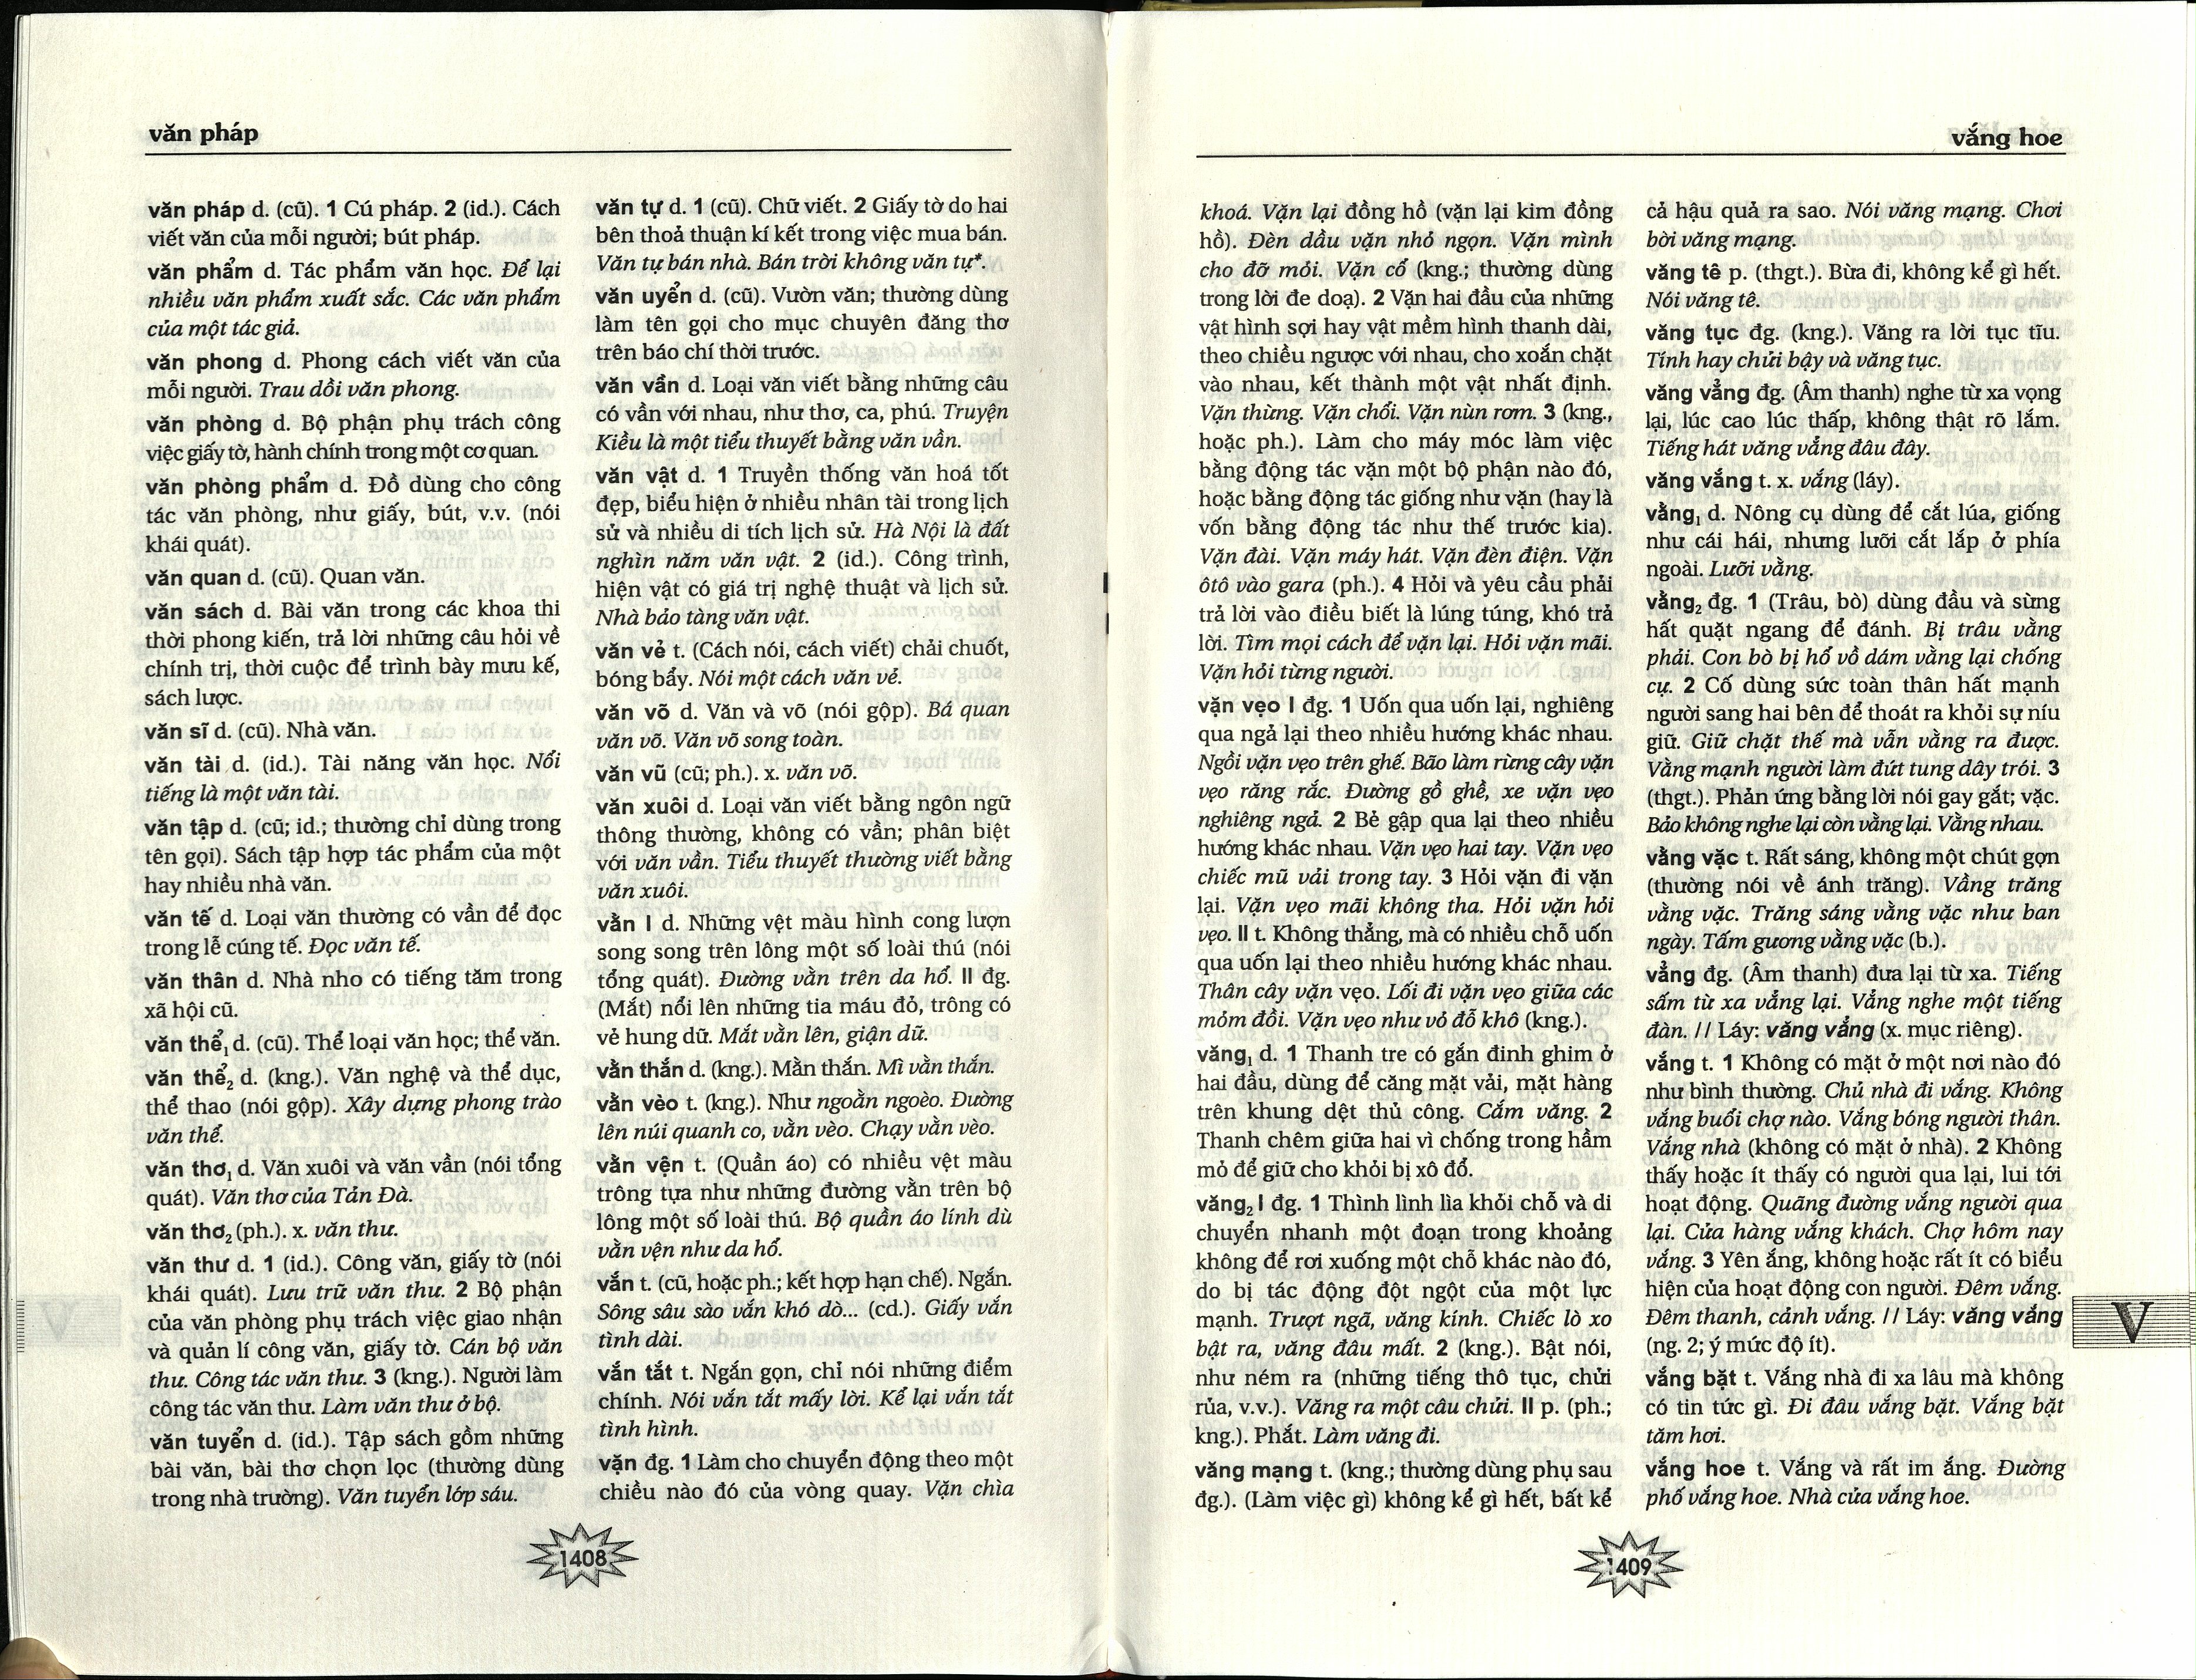 văn pháp
văn pháp d. (cũ). 1 Cú pháp. 2 (id.). Cách
viết văn của mỗi người; bút pháp.
văn phẩm d. Tác phẩm văn học. Để lại
nhiều văn phẩm xuất sắc. Các văn phẩm
của một tác giả.
văn phong d. Phong cách viết văn của
mỗi người. Trau dồi văn phong.
văn phòng d. Bộ phận phụ trách công
việc giấy tờ, hành chính trong một cơ quan.
văn phòng phẩm d. Đồ dùng cho công
tác văn phòng, như giấy, bút, v.v. (nói
khái quát).
văn quan d. (cũ). Quan văn.
văn sách d. Bài văn trong các khoa thi
thời phong kiến, trả lời những câu hỏi về
chính trị, thời cuộc để trình bày mưu kế,
sách lược.
văn sĩ d. (cũ). Nhà văn.
văn tài d. (id.). Tài năng văn học. Nổi
tiếng là một văn tài.
văn tập d. (cũ; id.; thường chỉ dùng trong
tên gọi). Sách tập hợp tác phẩm của một
hay nhiều nhà văn.
văn tế d. Loại văn thường có vần để đọc
trong lễ cúng tế. Đọc văn tế.
văn thân d. Nhà nho có tiếng tăm trong
xã hội cũ.
văn thể₁ d. (cũ). Thể loại văn học; thể văn.
văn thể₂ d. (kng.). Văn nghệ và thể dục,
thể thao (nói gộp). Xây dựng phong trào
văn thể.
văn thơ₁ d. Văn xuôi và văn vần (nói tổng
quát). Văn thơ của Tản Đà.
văn thơ₂ (ph.). x. văn thư.
văn thư d. 1 (id.). Công văn, giấy tờ (nói
khái quát). Lưu trữ văn thư. 2 Bộ phận
của văn phòng phụ trách việc giao nhận
và quản lí công văn, giấy tờ. Cán bộ văn
thư. Công tác văn thư. 3 (kng.). Người làm
công tác văn thư. Làm văn thư ở bộ.
văn tuyển d. (id.). Tập sách gồm những
bài văn, bài thơ chọn lọc (thường dùng
trong nhà trường). Văn tuyển lớp sáu.
văn tự d. 1 (cũ). Chữ viết. 2 Giấy tờ do hai
bên thoả thuận kí kết trong việc mua bán.
Văn tự bán nhà. Bán trời không văn tự*.
văn uyển d. (cũ). Vườn văn; thường dùng
làm tên gọi cho mục chuyên đăng thơ
trên báo chí thời trước.
văn vần d. Loại văn viết bằng những câu
có vần với nhau, như thơ, ca, phú. Truyện
Kiều là một tiểu thuyết bằng văn vần.
văn vật d. 1 Truyền thống văn hoá tốt
đẹp, biểu hiện ở nhiều nhân tài trong lịch
sử và nhiều di tích lịch sử. Hà Nội là đất
nghìn năm văn vật. 2 (id.). Công trình,
hiện vật có giá trị nghệ thuật và lịch sử.
Nhà bảo tàng văn vật.
văn vẻ t. (Cách nói, cách viết) chải chuốt,
bóng bẩy. Nói một cách văn vẻ.
văn võ d. Văn và võ (nói gộp). Bá quan
văn võ. Văn võ song toàn.
văn vũ (cũ; ph.). x. văn võ.
văn xuôi d. Loại văn viết bằng ngôn ngữ
thông thường, không có vần; phân biệt
với văn vần. Tiểu thuyết thường viết bằng
văn xuôi.
vằn I d. Những vệt màu hình cong lượn
song song trên lông một số loài thú (nói
tổng quát). Đường vằn trên da hổ. II đg.
(Mắt) nổi lên những tia máu đỏ, trông có
vẻ hung dữ. Mắt vằn lên, giận dữ.
vằn thắn d. (kng.). Mằn thắn. Mì vằn thắn.
vằn vèo t. (kng.). Như ngoằn ngoèo. Đường
lên núi quanh co, vằn vèo. Chạy vằn vèo.
vằn vện t. (Quần áo) có nhiều vệt màu
trông tựa như những đường vằn trên bộ
lông một số loài thú. Bộ quần áo lính dù
vằn vện như da hổ.
vắn t. (cũ, hoặc ph.; kết hợp hạn chế). Ngắn.
Sông sâu sào vắn khó dò... (cd.). Giấy vắn
tình dài.
vắn tắt t. Ngắn gọn, chỉ nói những điểm
chính. Nói vắn tắt mấy lời. Kể lại vắn tắt
tình hình.
vặn đg. 1 Làm cho chuyển động theo một
chiều nào đó của vòng quay. Vặn chìa
1408
vắng hoe
khoá. Vặn lại đồng hồ (vặn lại kim đồng
hồ). Đèn dầu vặn nhỏ ngọn. Vặn mình
cho đỡ mỏi. Vặn cổ (kng.; thường dùng
trong lời đe doạ). 2 Vặn hai đầu của những
vật hình sợi hay vật mềm hình thanh dài,
theo chiều ngược với nhau, cho xoắn chặt
vào nhau, kết thành một vật nhất định.
Vặn thừng. Vặn chổi. Vặn nùn rơm. 3 (kng.,
hoặc ph.). Làm cho máy móc làm việc
bằng động tác vặn một bộ phận nào đó,
hoặc bằng động tác giống như vặn (hay là
vốn bằng động tác như thế trước kia).
Vặn đài. Vặn máy hát. Vặn đèn điện. Vặn
ôtô vào gara (ph.). 4 Hỏi và yêu cầu phải
trả lời vào điều biết là lúng túng, khó trả
lời. Tìm mọi cách để vặn lại. Hỏi vặn mãi.
Vặn hỏi từng người.
vặn vẹo I đg. 1 Uốn qua uốn lại, nghiêng
qua ngả lại theo nhiều hướng khác nhau.
Ngồi vặn vẹo trên ghế. Bão làm rừng cây vặn
vẹo răng rắc. Đường gồ ghề, xe vặn vẹo
nghiêng ngả. 2 Bẻ gập qua lại theo nhiều
hướng khác nhau. Vặn vẹo hai tay. Vặn vẹo
chiếc mũ vải trong tay. 3 Hỏi vặn đi vặn
lại. Vặn vẹo mãi không tha. Hỏi vặn hỏi
vẹo. II t. Không thẳng, mà có nhiều chỗ uốn
qua uốn lại theo nhiều hướng khác nhau.
Thân cây vặn vẹo. Lối đi vặn vẹo giữa các
mỏm đồi. Vặn vẹo như vỏ đỗ khô (kng.).
văng₁ d. 1 Thanh tre có gắn đinh ghim ở
hai đầu, dùng để căng mặt vải, mặt hàng
trên khung dệt thủ công. Cắm văng. 2
Thanh chêm giữa hai vì chống trong hầm
mỏ để giữ cho khỏi bị xô đổ.
văng₂ I đg. 1 Thình lình lìa khỏi chỗ và di
chuyển nhanh một đoạn trong khoảng
không để rơi xuống một chỗ khác nào đó,
do bị tác động đột ngột của một lực
mạnh. Trượt ngã, văng kính. Chiếc lò xo
bật ra, văng đâu mất. 2 (kng.). Bật nói,
như ném ra (những tiếng thô tục, chửi
rủa, v.v.). Văng ra một câu chửi. II p. (ph.;
kng.). Phắt. Làm văng đi.
văng mạng t. (kng.; thường dùng phụ sau
đg.). (Làm việc gì) không kể gì hết, bất kể
cả hậu quả ra sao. Nói văng mạng. Chơi
bời văng mạng.
văng tê p. (thgt.). Bừa đi, không kể gì hết.
Nói văng tê.
văng tục đg. (kng.). Văng ra lời tục tĩu.
Tính hay chửi bậy và văng tục.
văng vẳng đg. (Âm thanh) nghe từ xa vọng
lại, lúc cao lúc thấp, không thật rõ lắm.
Tiếng hát văng vẳng đâu đây.
văng vắng t. x. vắng (láy).
vằng₁ d. Nông cụ dùng để cắt lúa, giống
như cái hái, nhưng lưỡi cắt lắp ở phía
ngoài. Lưỡi vằng.
vằng₂ đg. 1 (Trâu, bò) dùng đầu và sừng
hất quặt ngang để đánh. Bị trâu vằng
phải. Con bò bị hổ vồ dám vằng lại chống
cự. 2 Cố dùng sức toàn thân hất mạnh
người sang hai bên để thoát ra khỏi sự níu
giữ. Giữ chặt thế mà vẫn vằng ra được.
Vằng mạnh người làm đứt tung dây trói. 3
(thgt.). Phản ứng bằng lời nói gay gắt; vặc.
Bảo không nghe lại còn vằng lại. Vằng nhau.
vằng vặc t. Rất sáng, không một chút gợn
(thường nói về ánh trăng). Vầng trăng
vằng vặc. Trăng sáng vằng vặc như ban
ngày. Tấm gương vằng vặc (b.).
vẳng đg. (Âm thanh) đưa lại từ xa. Tiếng
sấm từ xa vẳng lại. Vẳng nghe một tiếng
đàn. // Láy: văng vẳng (x. mục riêng).
vắng t. 1 Không có mặt ở một nơi nào đó
như bình thường. Chủ nhà đi vắng. Không
vắng buổi chợ nào. Vắng bóng người thân.
Vắng nhà (không có mặt ở nhà). 2 Không
thấy hoặc ít thấy có người qua lại, lui tới
hoạt động. Quãng đường vắng người qua
lại. Cửa hàng vắng khách. Chợ hôm nay
vắng. 3 Yên ắng, không hoặc rất ít có biểu
hiện của hoạt động con người. Đêm vắng.
Đêm thanh, cảnh vắng. // Láy: văng vắng
(ng. 2; ý mức độ ít).
vắng bặt t. Vắng nhà đi xa lâu mà không
có tin tức gì. Đi đâu vắng bặt. Vắng bặt
tăm hơi.
vắng hoe t. Vắng và rất im ắng. Đường
phố vắng hoe. Nhà cửa vắng hoe.
V
1409